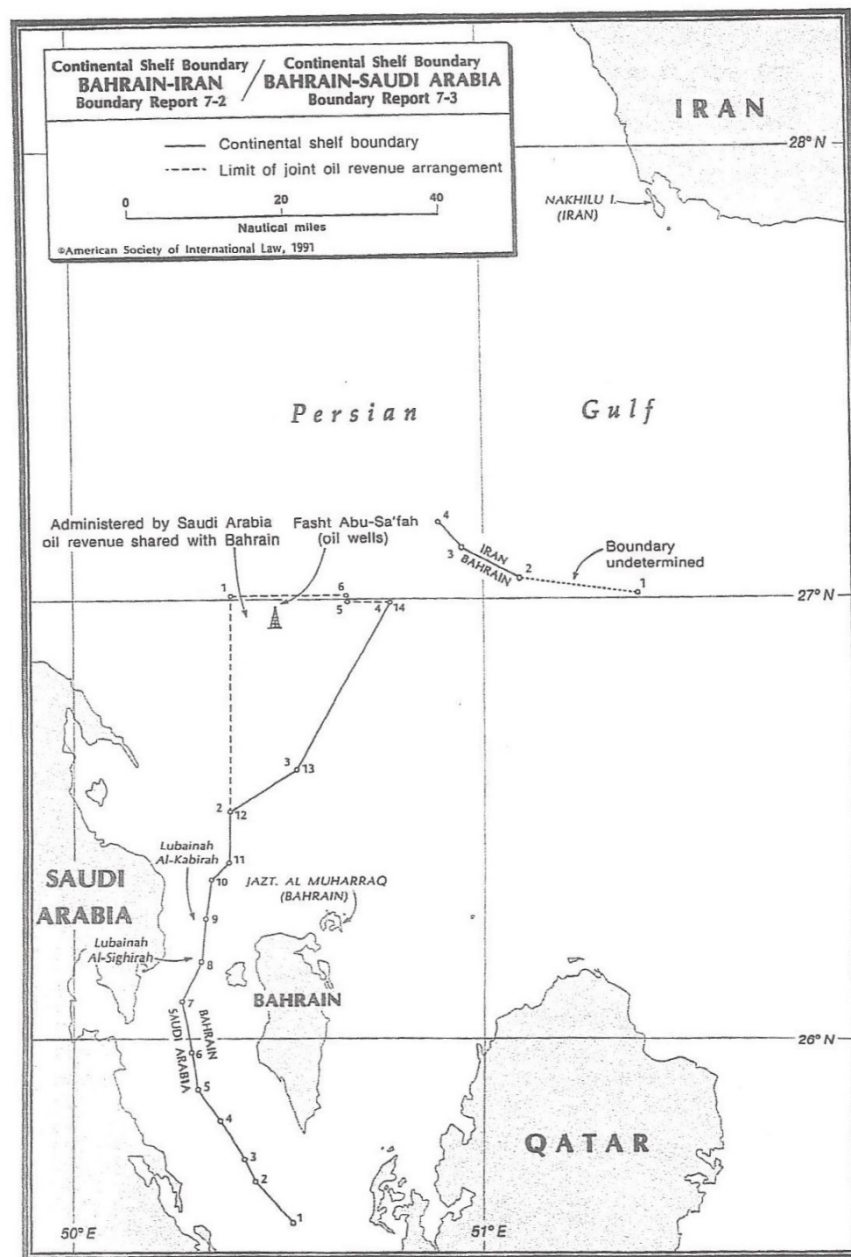 Continental Shelf Boundary
BAHRAIN-IRAN
Boundary Report 7-2
/
Continental Shelf Boundary
BAHRAIN-SAUDI ARABIA
Boundary Report 7-3
Continental shelf boundary
Limit of joint oil revenue arrangement
0 20 40
Nautical miles
©American Society of International Law, 1991
IRAN
28° N
NAKHILU I.
(IRAN)
Persian Gulf
Administered by Saudi Arabia
oil revenue shared with Bahrain
Fasht Abu-Sa'fah
(oil wells)
4
3
IRAN
BAHRAIN
2
Boundary
undetermined
1
1
6
5
4
14
27° N
3
13
2
12
11
Lubainah
Al-Kabirah
10
JAZT. AL MUHARRAQ
(BAHRAIN)
SAUDI
ARABIA
9
Lubainah
Al-Sighirah
8
BAHRAIN
7
SAUDI ARABIA
BAHRAIN
26° N
6
5
4
3
2
1
QATAR
50° E
51° E